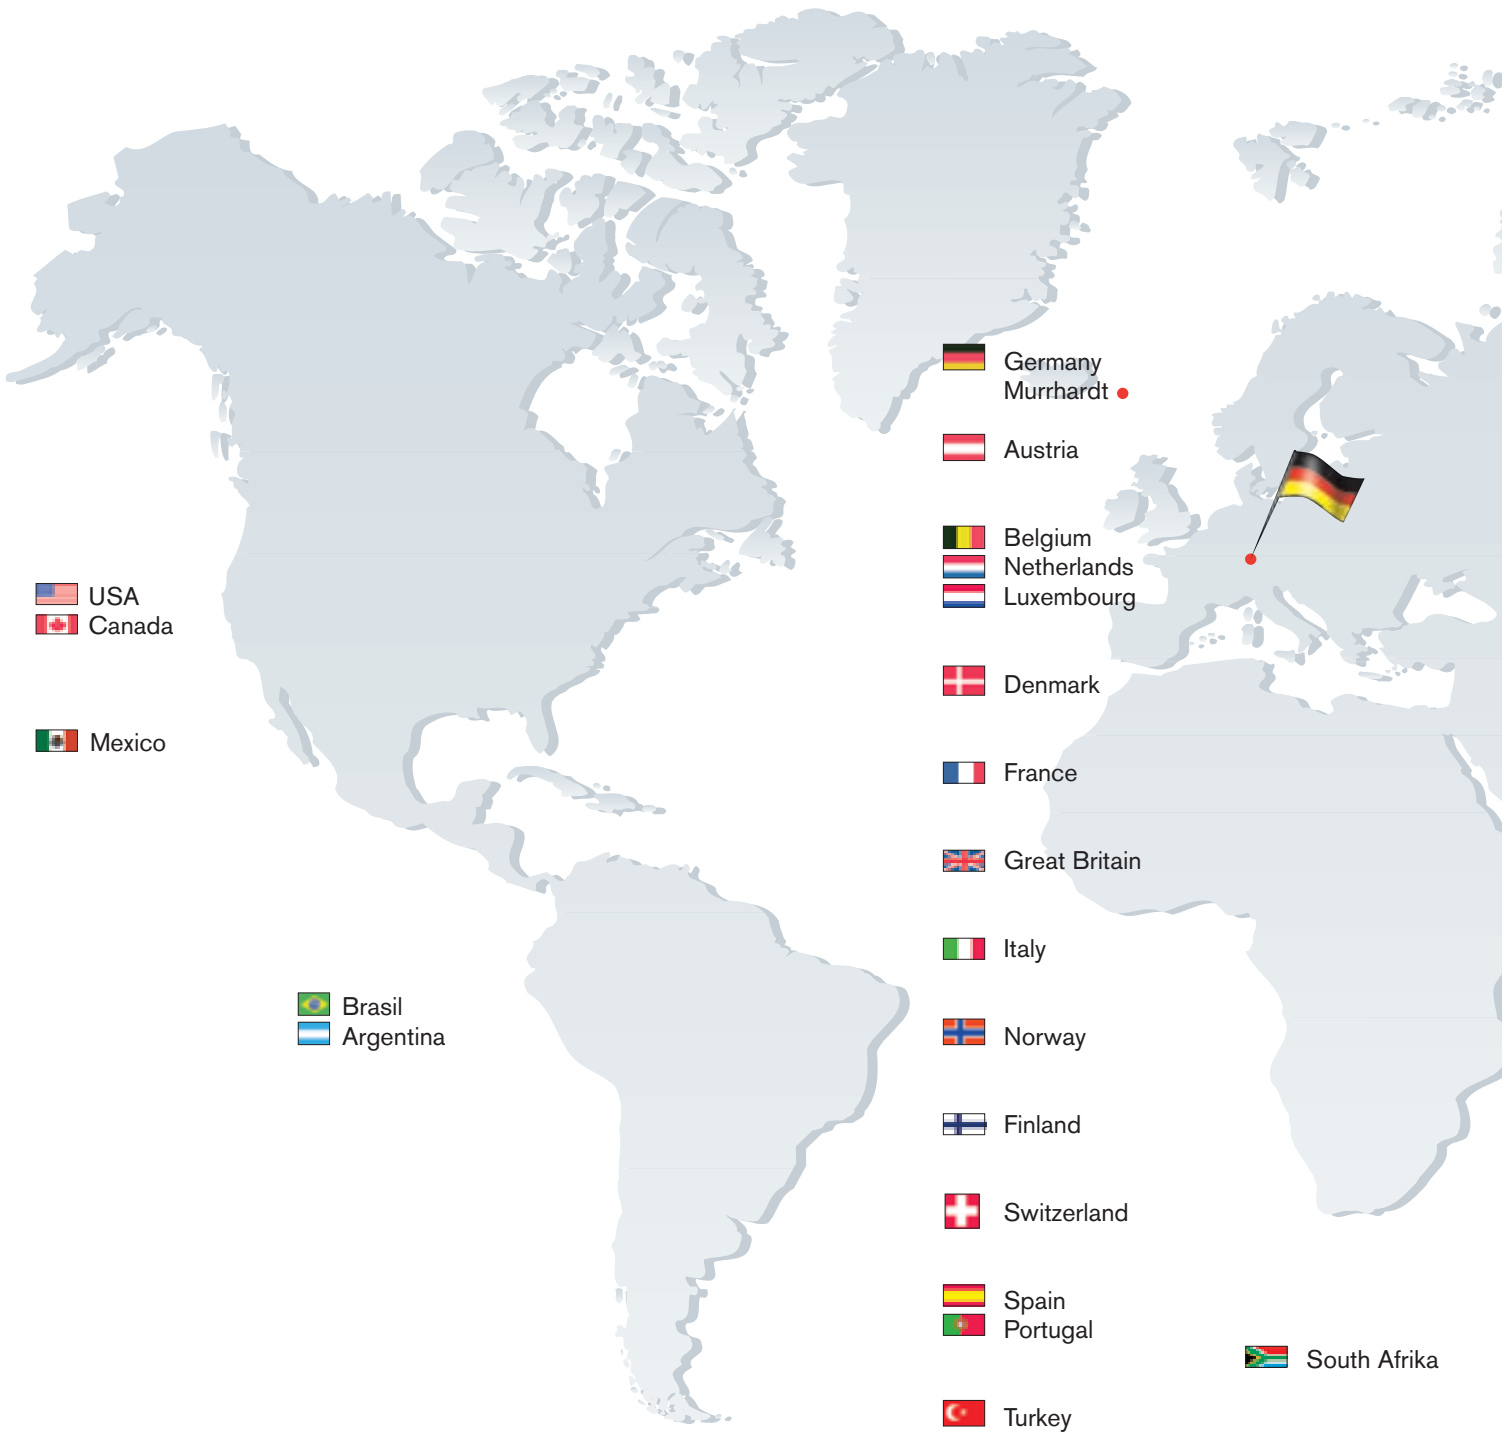 USA
Canada
Mexico
Brasil
Argentina
Germany
Murrhardt
Austria
Belgium
Netherlands
Luxembourg
Denmark
France
Great Britain
Italy
Norway
Finland
Switzerland
Spain
Portugal
Turkey
South Afrika